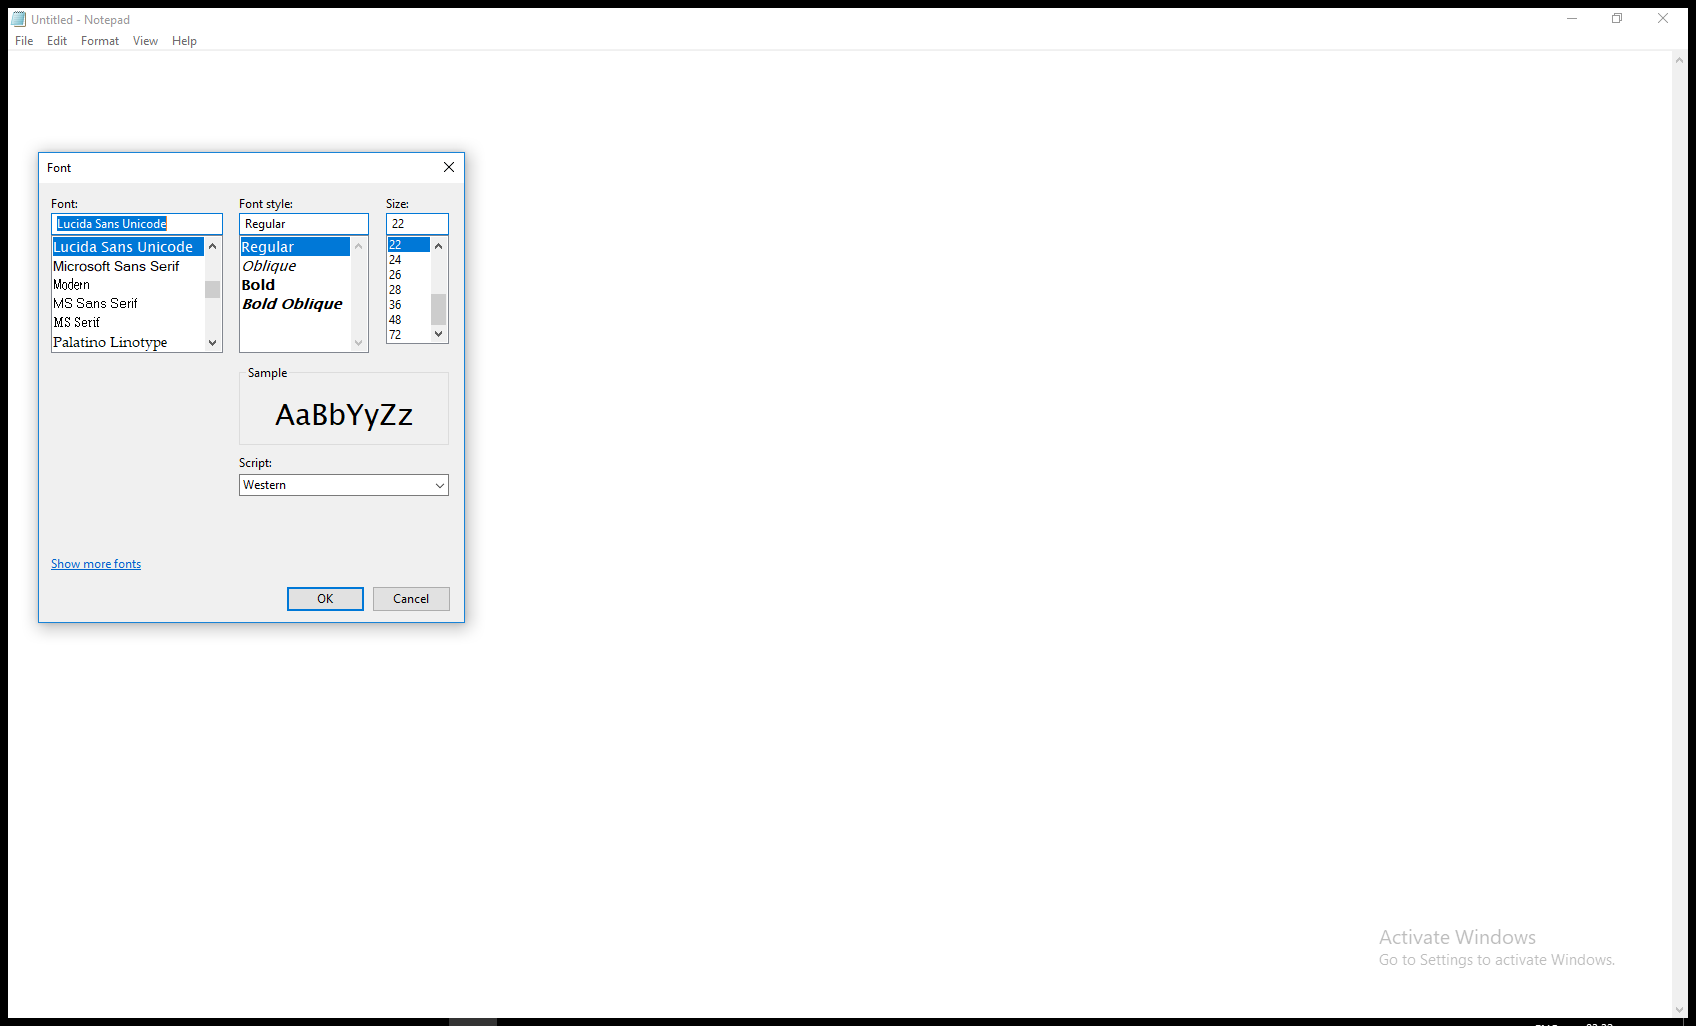 Untitled - Notepad
File Edit Format View Help
Font
Font: Font style: Size:
Lucida Sans Unicode Regular 22
Lucida Sans Unicode Regular 22
Microsoft Sans Serif Oblique 24
Modern Bold 26
MS Sans Serif Bold Oblique 28
MS Serif 36
Palatino Linotype 48
72
Sample
AaBbYyZz
Script:
Western
Show more fonts
OK Cancel
Activate Windows
Go to Settings to activate Windows.